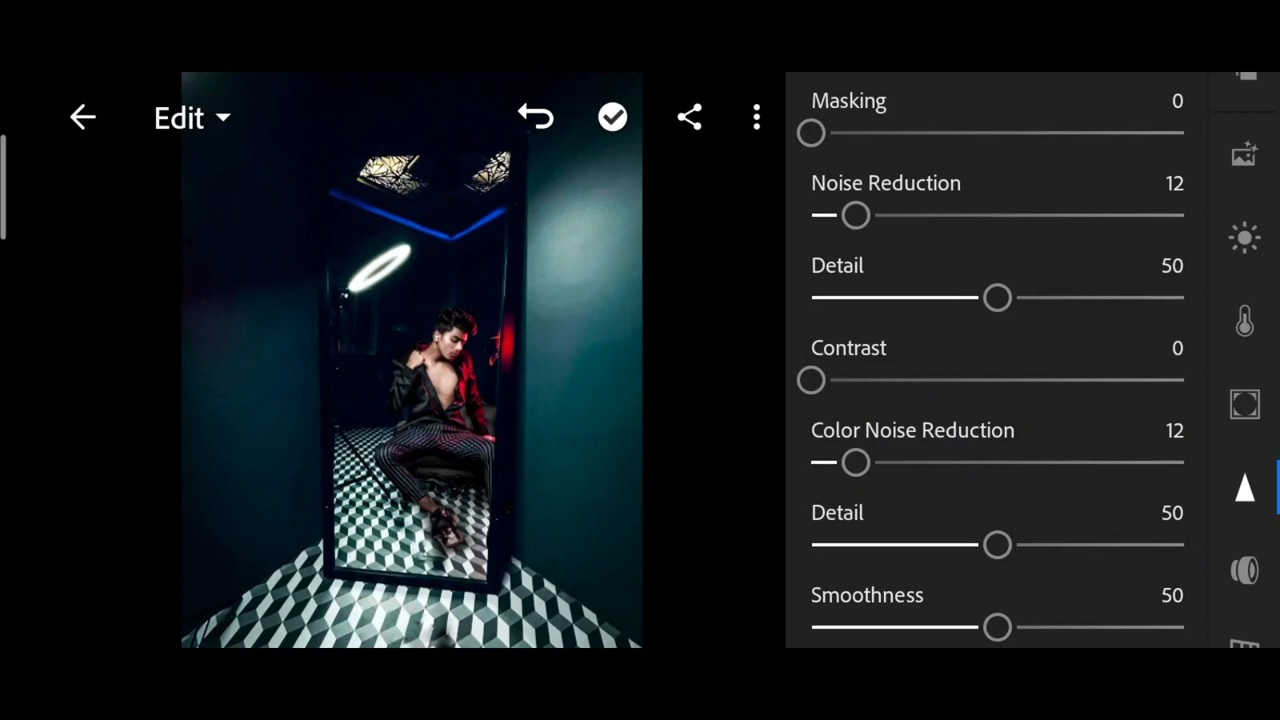 Edit
Masking 0
Noise Reduction 12
Detail 50
Contrast 0
Color Noise Reduction 12
Detail 50
Smoothness 50